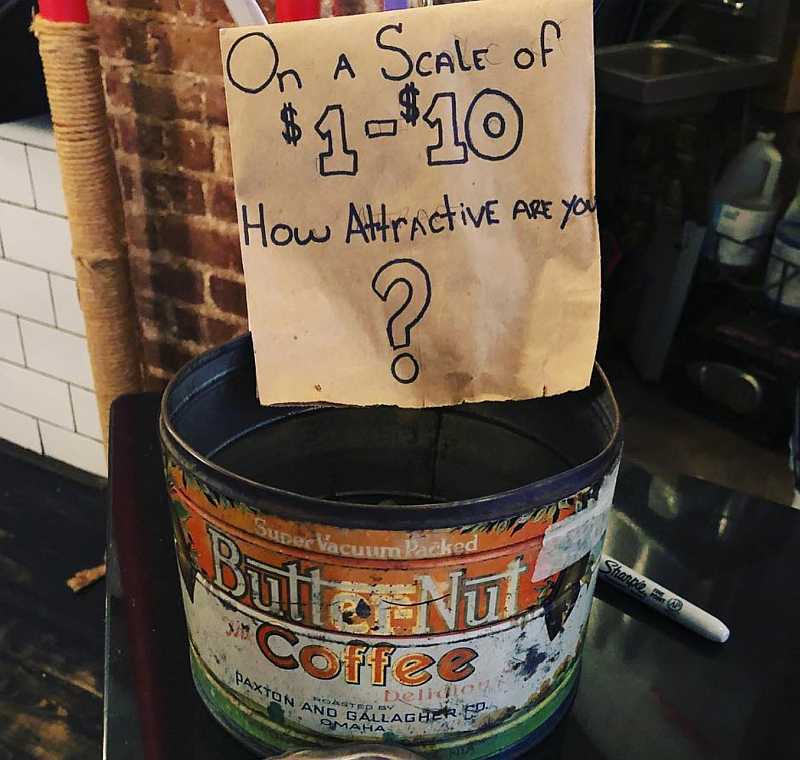 On A Scale of
$1-$10
How Attractive are you
?
Super Vacuum Packed
Butter-Nut
Coffee
Delicious
ROASTED BY
PAXTON AND GALLAGHER CO.
OMAHA
Sharpie